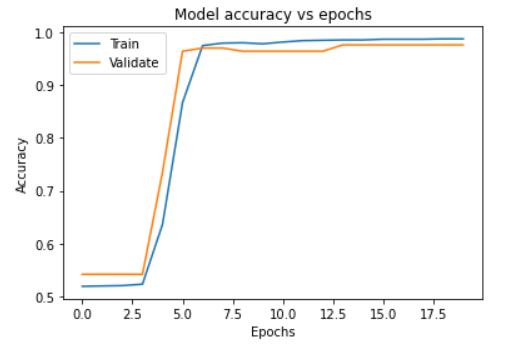 Model accuracy vs epochs
Train
Validate
1.0
0.9
0.8
0.7
0.6
0.5
Accuracy
0.0 2.5 5.0 7.5 10.0 12.5 15.0 17.5
Epochs